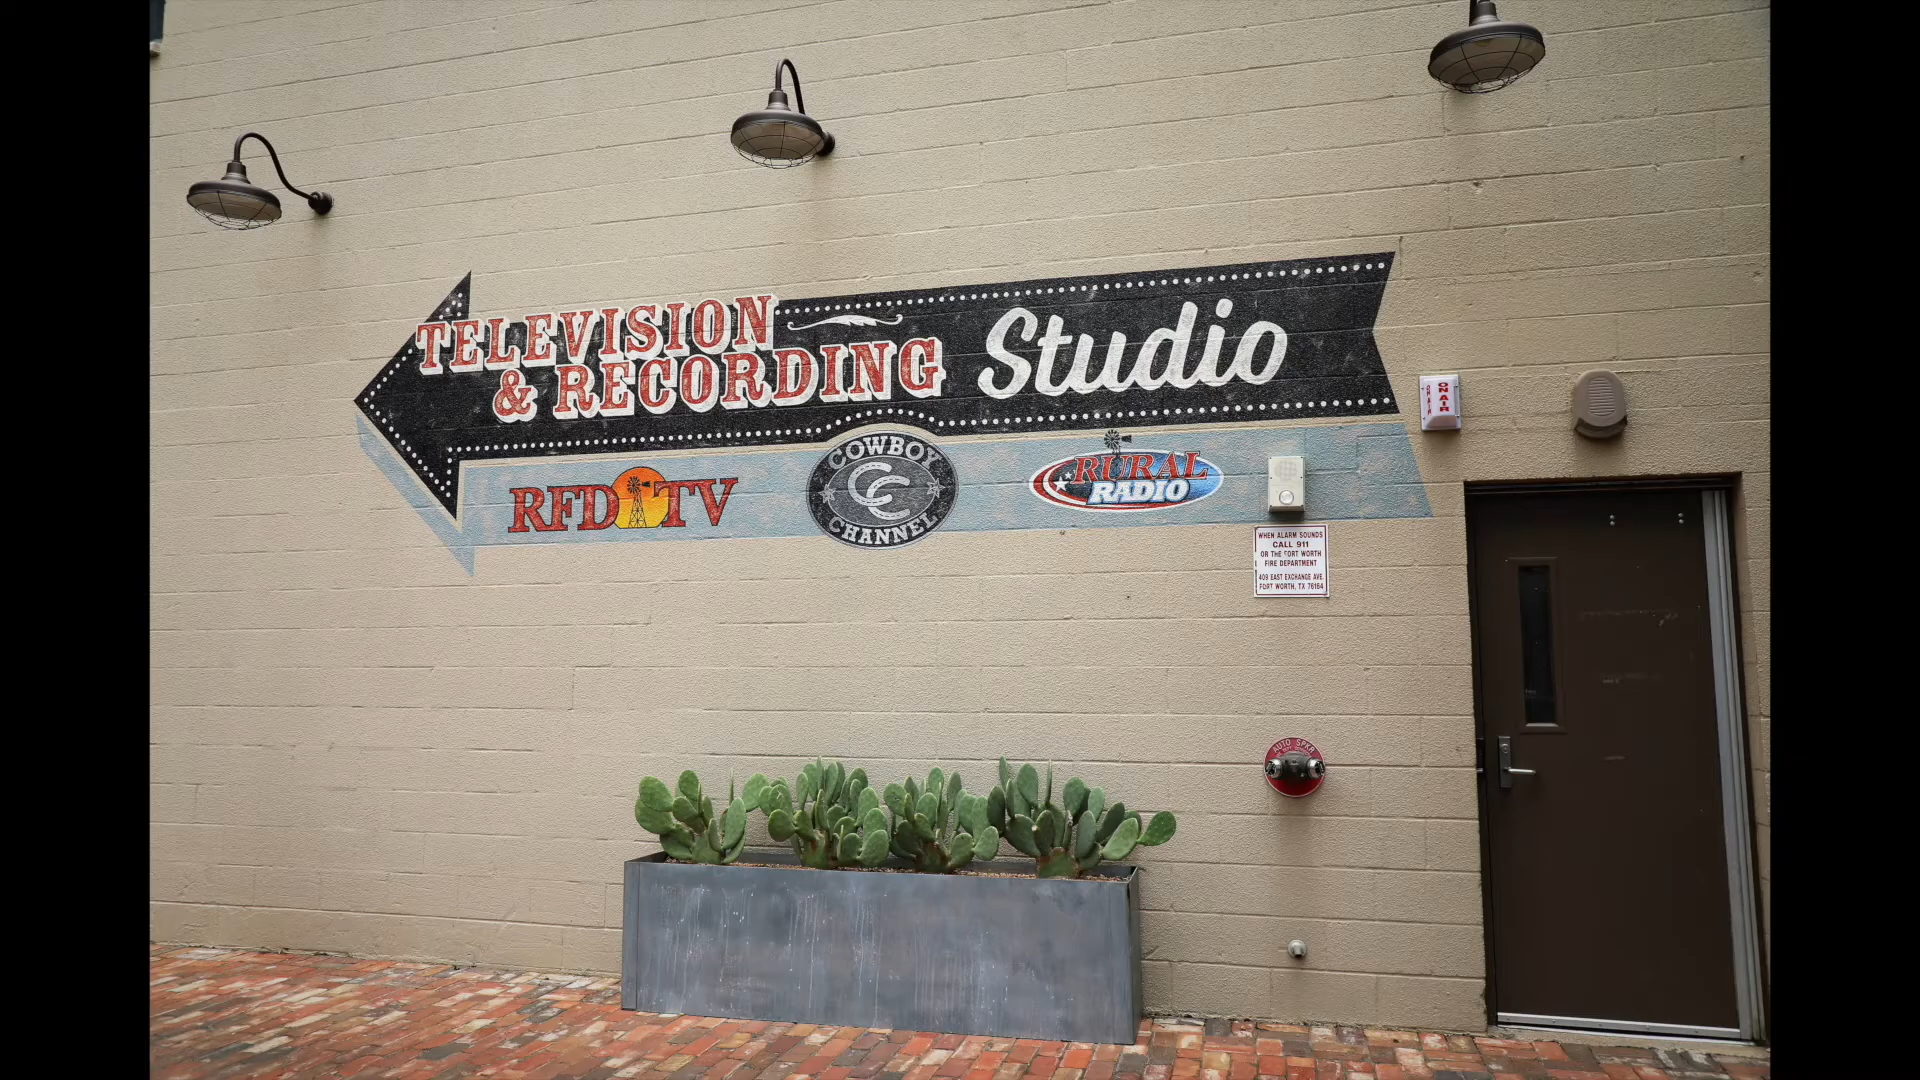 TELEVISION
& RECORDING Studio
RFD TV
COWBOY
CC
CHANNEL
RURAL
RADIO
ON AIR
WHEN ALARM SOUNDS
CALL 911
OR THE FORT WORTH
FIRE DEPARTMENT
409 EAST EXCHANGE AVE.
FORT WORTH, TX 76164
AUTO SPKR